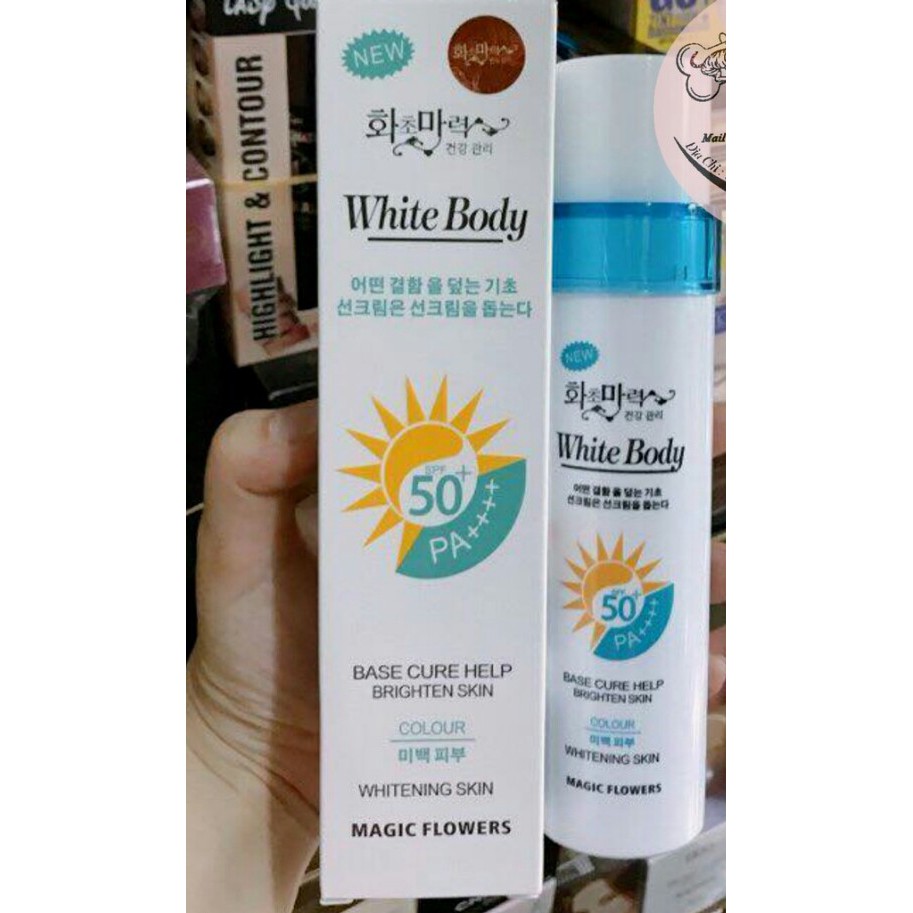 HIGHLIGHT & CONTOUR
NEW
화초마력
건강 관리
White Body
어떤 결함 을 덮는 기초
선크림은 선크림을 돕는다
SPF
50+
PA++++
BASE CURE HELP
BRIGHTEN SKIN
COLOUR
미백 피부
WHITENING SKIN
MAGIC FLOWERS
NEW
화초마력
건강 관리
White Body
어떤 결함 을 덮는 기초
선크림은 선크림을 돕는다
SPF
50+
PA++++
BASE CURE HELP
BRIGHTEN SKIN
COLOUR
미백 피부
WHITENING SKIN
MAGIC FLOWERS
Mail
Địa Chỉ: